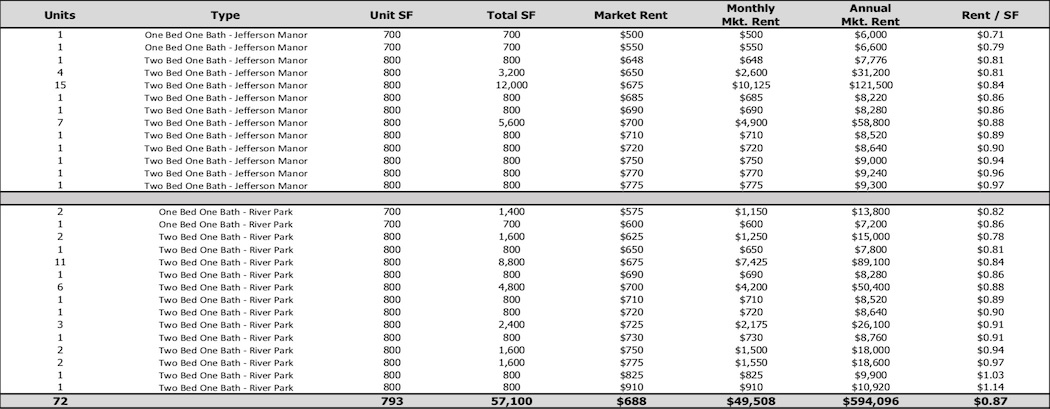 Units Type Unit SF Total SF Market Rent Monthly Mkt. Rent Annual Mkt. Rent Rent / SF
1 One Bed One Bath - Jefferson Manor 700 700 $500 $500 $6,000 $0.71
1 One Bed One Bath - Jefferson Manor 700 700 $550 $550 $6,600 $0.79
1 Two Bed One Bath - Jefferson Manor 800 800 $648 $648 $7,776 $0.81
4 Two Bed One Bath - Jefferson Manor 800 3,200 $650 $2,600 $31,200 $0.81
15 Two Bed One Bath - Jefferson Manor 800 12,000 $675 $10,125 $121,500 $0.84
1 Two Bed One Bath - Jefferson Manor 800 800 $685 $685 $8,220 $0.86
1 Two Bed One Bath - Jefferson Manor 800 800 $690 $690 $8,280 $0.86
7 Two Bed One Bath - Jefferson Manor 800 5,600 $700 $4,900 $58,800 $0.88
1 Two Bed One Bath - Jefferson Manor 800 800 $710 $710 $8,520 $0.89
1 Two Bed One Bath - Jefferson Manor 800 800 $720 $720 $8,640 $0.90
1 Two Bed One Bath - Jefferson Manor 800 800 $750 $750 $9,000 $0.94
1 Two Bed One Bath - Jefferson Manor 800 800 $770 $770 $9,240 $0.96
1 Two Bed One Bath - Jefferson Manor 800 800 $775 $775 $9,300 $0.97
2 One Bed One Bath - River Park 700 1,400 $575 $1,150 $13,800 $0.82
1 One Bed One Bath - River Park 700 700 $600 $600 $7,200 $0.86
2 Two Bed One Bath - River Park 800 1,600 $625 $1,250 $15,000 $0.78
1 Two Bed One Bath - River Park 800 800 $650 $650 $7,800 $0.81
11 Two Bed One Bath - River Park 800 8,800 $675 $7,425 $89,100 $0.84
1 Two Bed One Bath - River Park 800 800 $690 $690 $8,280 $0.86
6 Two Bed One Bath - River Park 800 4,800 $700 $4,200 $50,400 $0.88
1 Two Bed One Bath - River Park 800 800 $710 $710 $8,520 $0.89
1 Two Bed One Bath - River Park 800 800 $720 $720 $8,640 $0.90
3 Two Bed One Bath - River Park 800 2,400 $725 $2,175 $26,100 $0.91
1 Two Bed One Bath - River Park 800 800 $730 $730 $8,760 $0.91
2 Two Bed One Bath - River Park 800 1,600 $750 $1,500 $18,000 $0.94
2 Two Bed One Bath - River Park 800 1,600 $775 $1,550 $18,600 $0.97
1 Two Bed One Bath - River Park 800 800 $825 $825 $9,900 $1.03
1 Two Bed One Bath - River Park 800 800 $910 $910 $10,920 $1.14
72 793 57,100 $688 $49,508 $594,096 $0.87